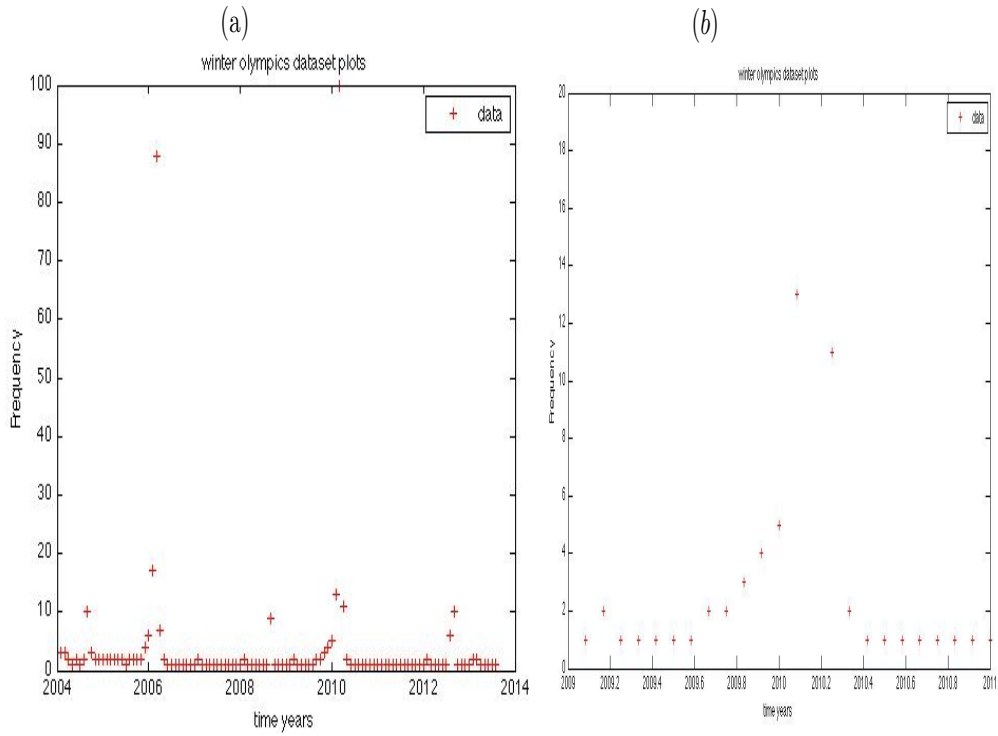 (a)
winter olympics dataset plots
100
90
80
70
60
50
40
30
20
10
0
Frequency
data
2004 2006 2008 2010 2012 2014
time years
(b)
winter olympics dataset plots
20
18
16
14
12
10
8
6
4
2
0
Frequency
data
2009 2009.2 2009.4 2009.6 2009.8 2010 2010.2 2010.4 2010.6 2010.8 2011
time years